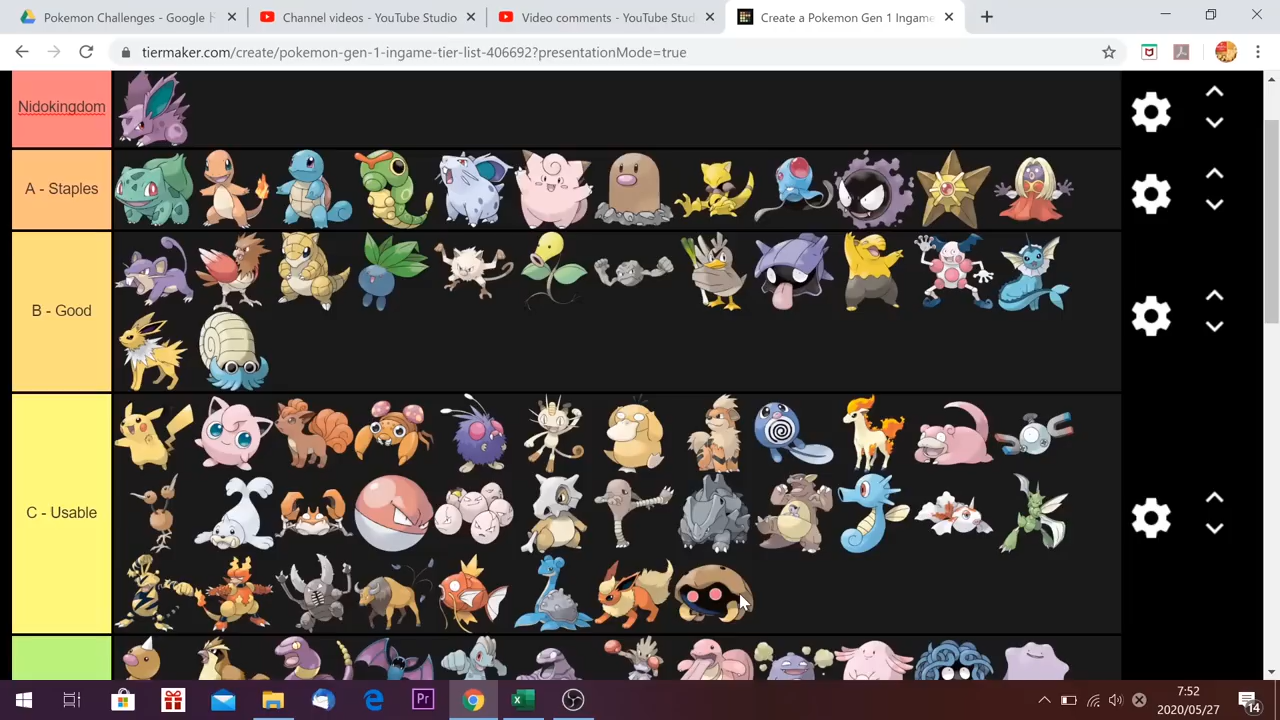 Pokemon Challenges - Google
Channel videos - YouTube Studio
Video comments - YouTube Stud
Create a Pokemon Gen 1 Ingame
tiermaker.com/create/pokemon-gen-1-ingame-tier-list-406692?presentationMode=true
Nidokingdom
A - Staples
B - Good
C - Usable
Pr
7:52
2020/05/27
14